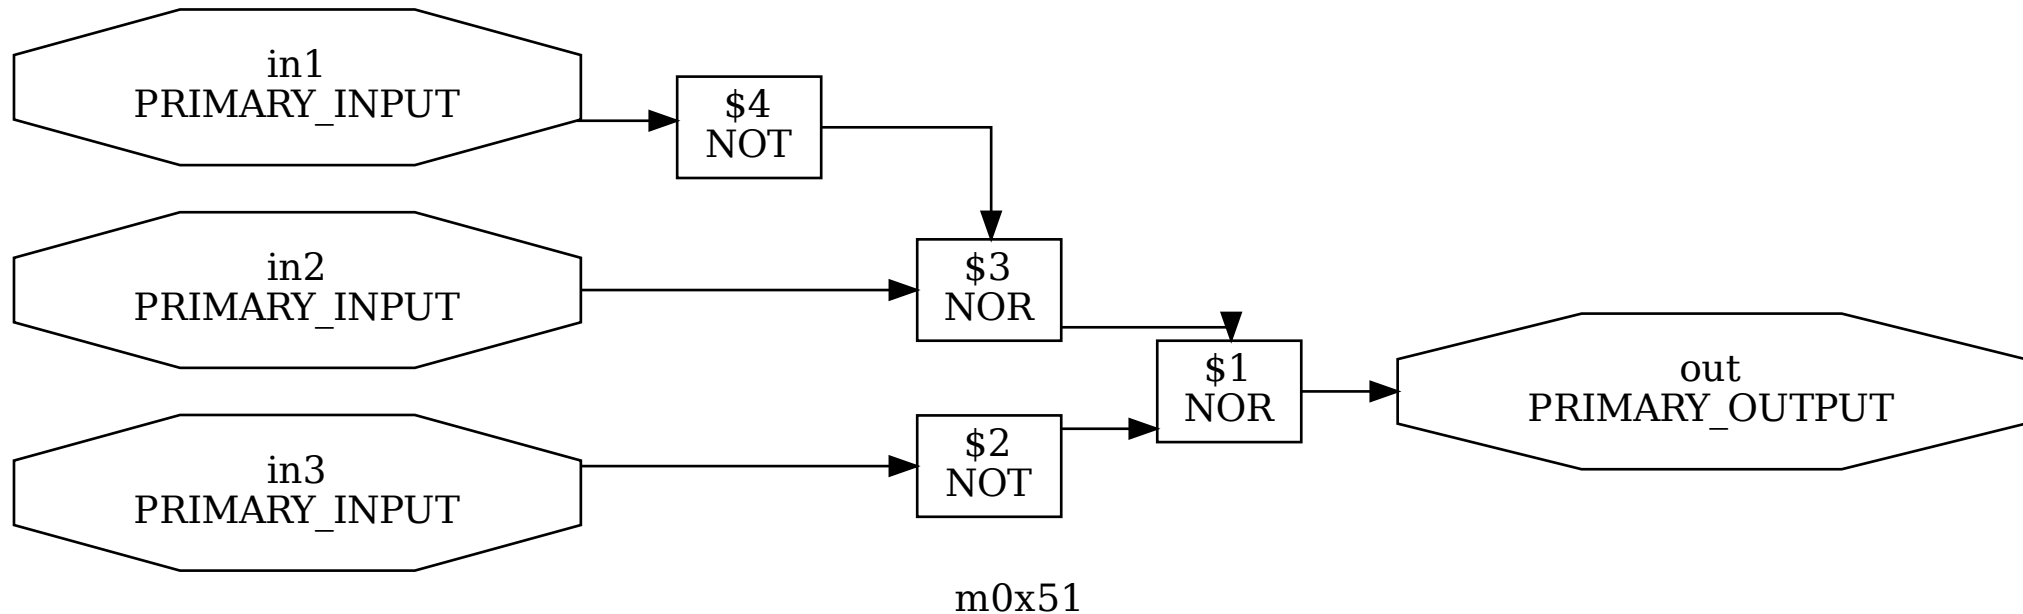 in1
PRIMARY_INPUT
$4
NOT
in2
PRIMARY_INPUT
$3
NOR
$1
NOR
out
PRIMARY_OUTPUT
in3
PRIMARY_INPUT
$2
NOT
m0x51